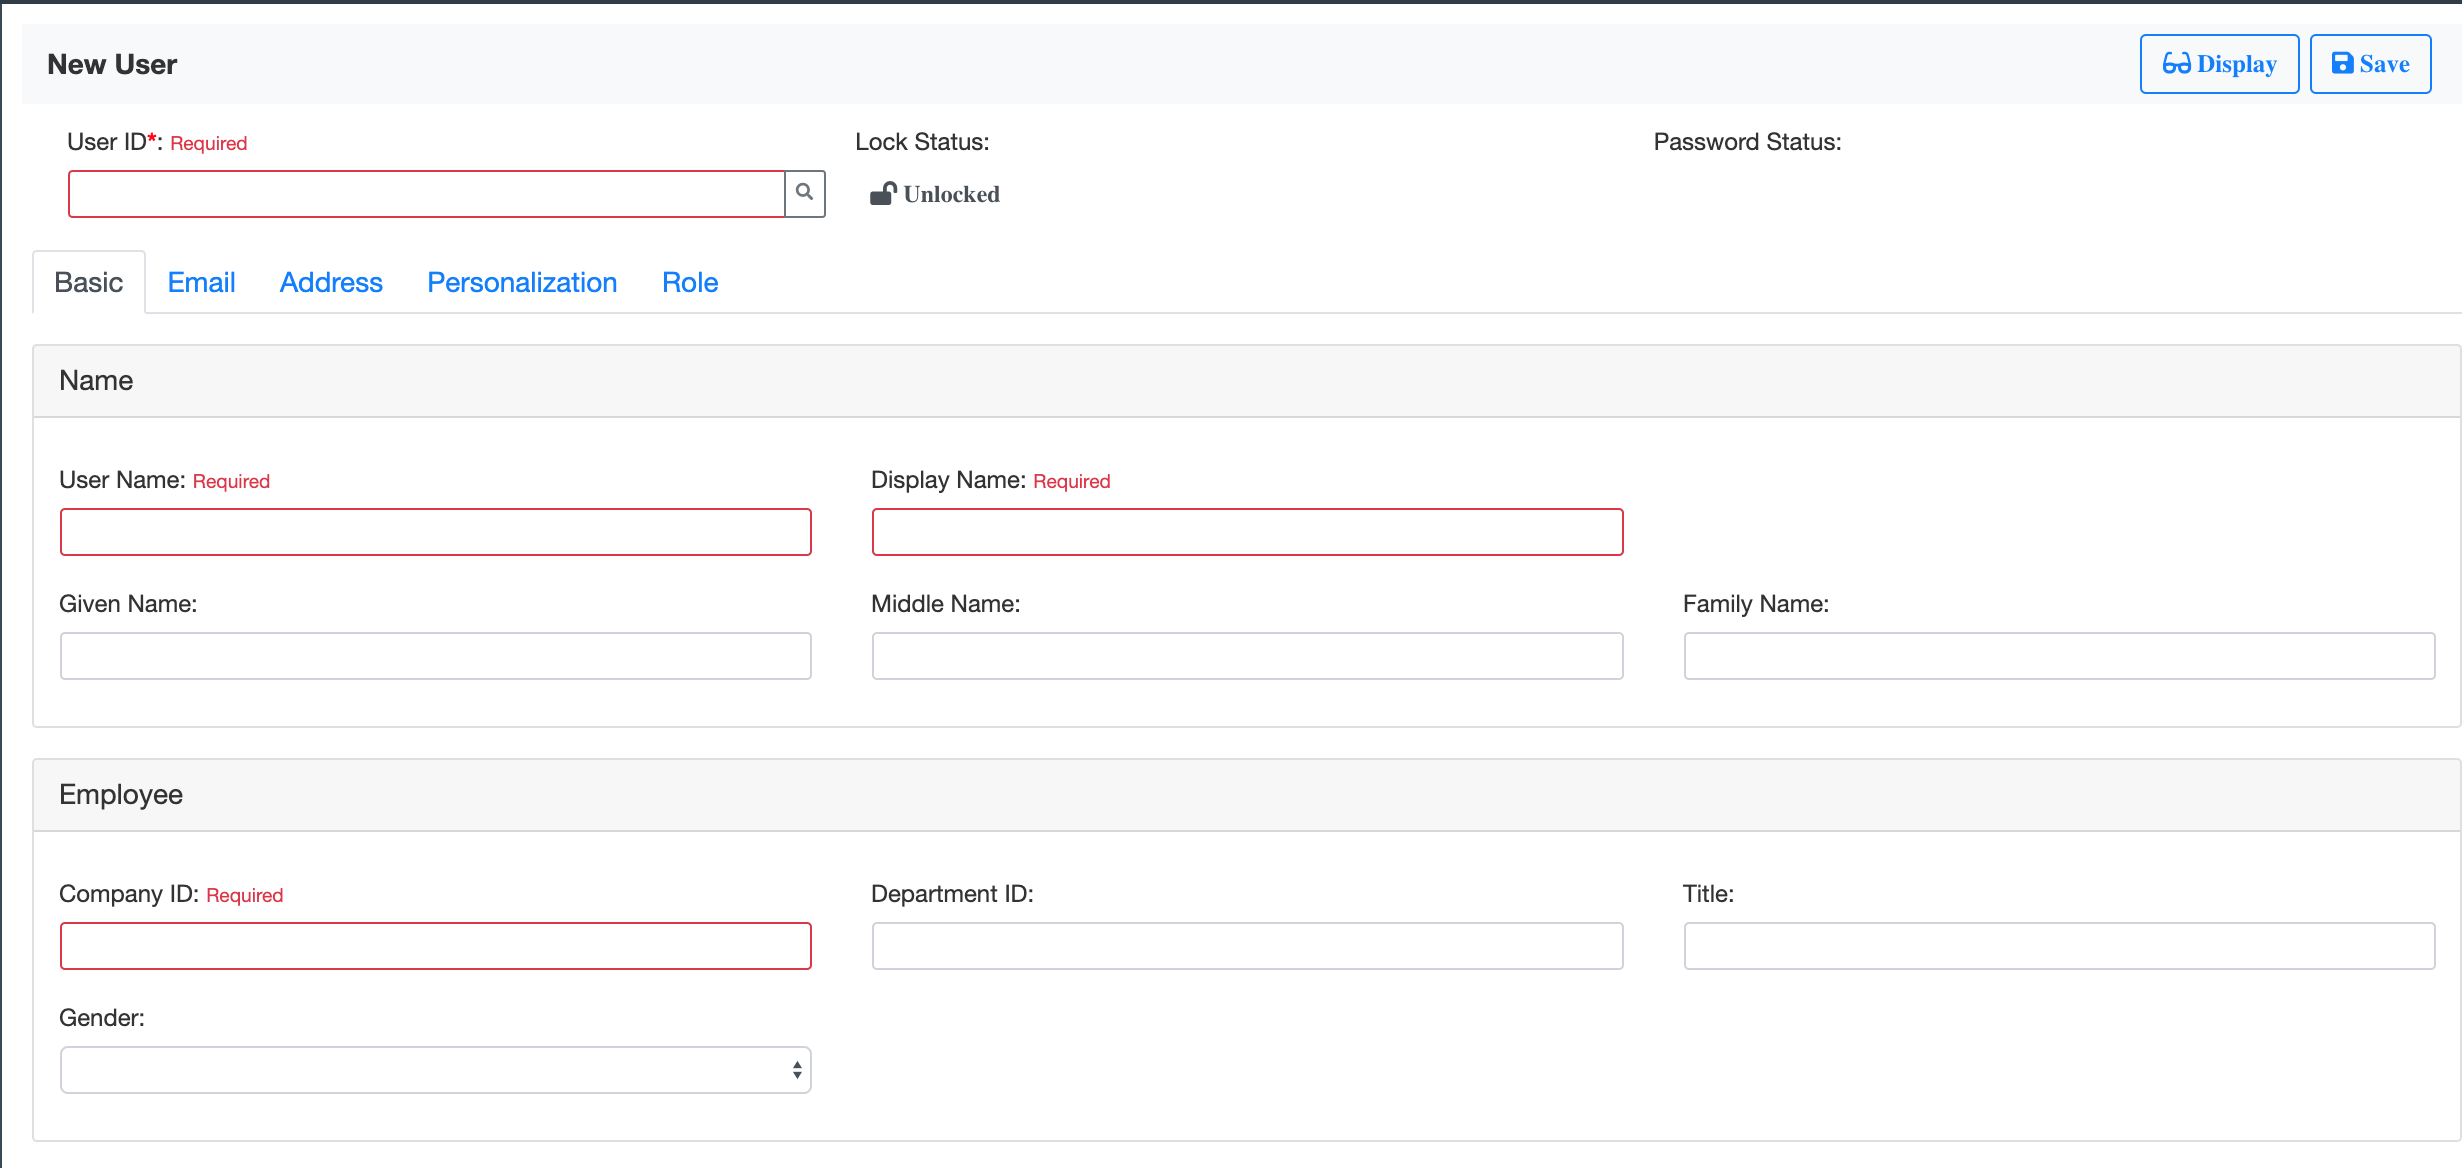 New User
Display
Save
User ID*: Required
Lock Status:
Password Status:
Unlocked
Basic
Email
Address
Personalization
Role
Name
User Name: Required
Display Name: Required
Given Name:
Middle Name:
Family Name:
Employee
Company ID: Required
Department ID:
Title:
Gender: